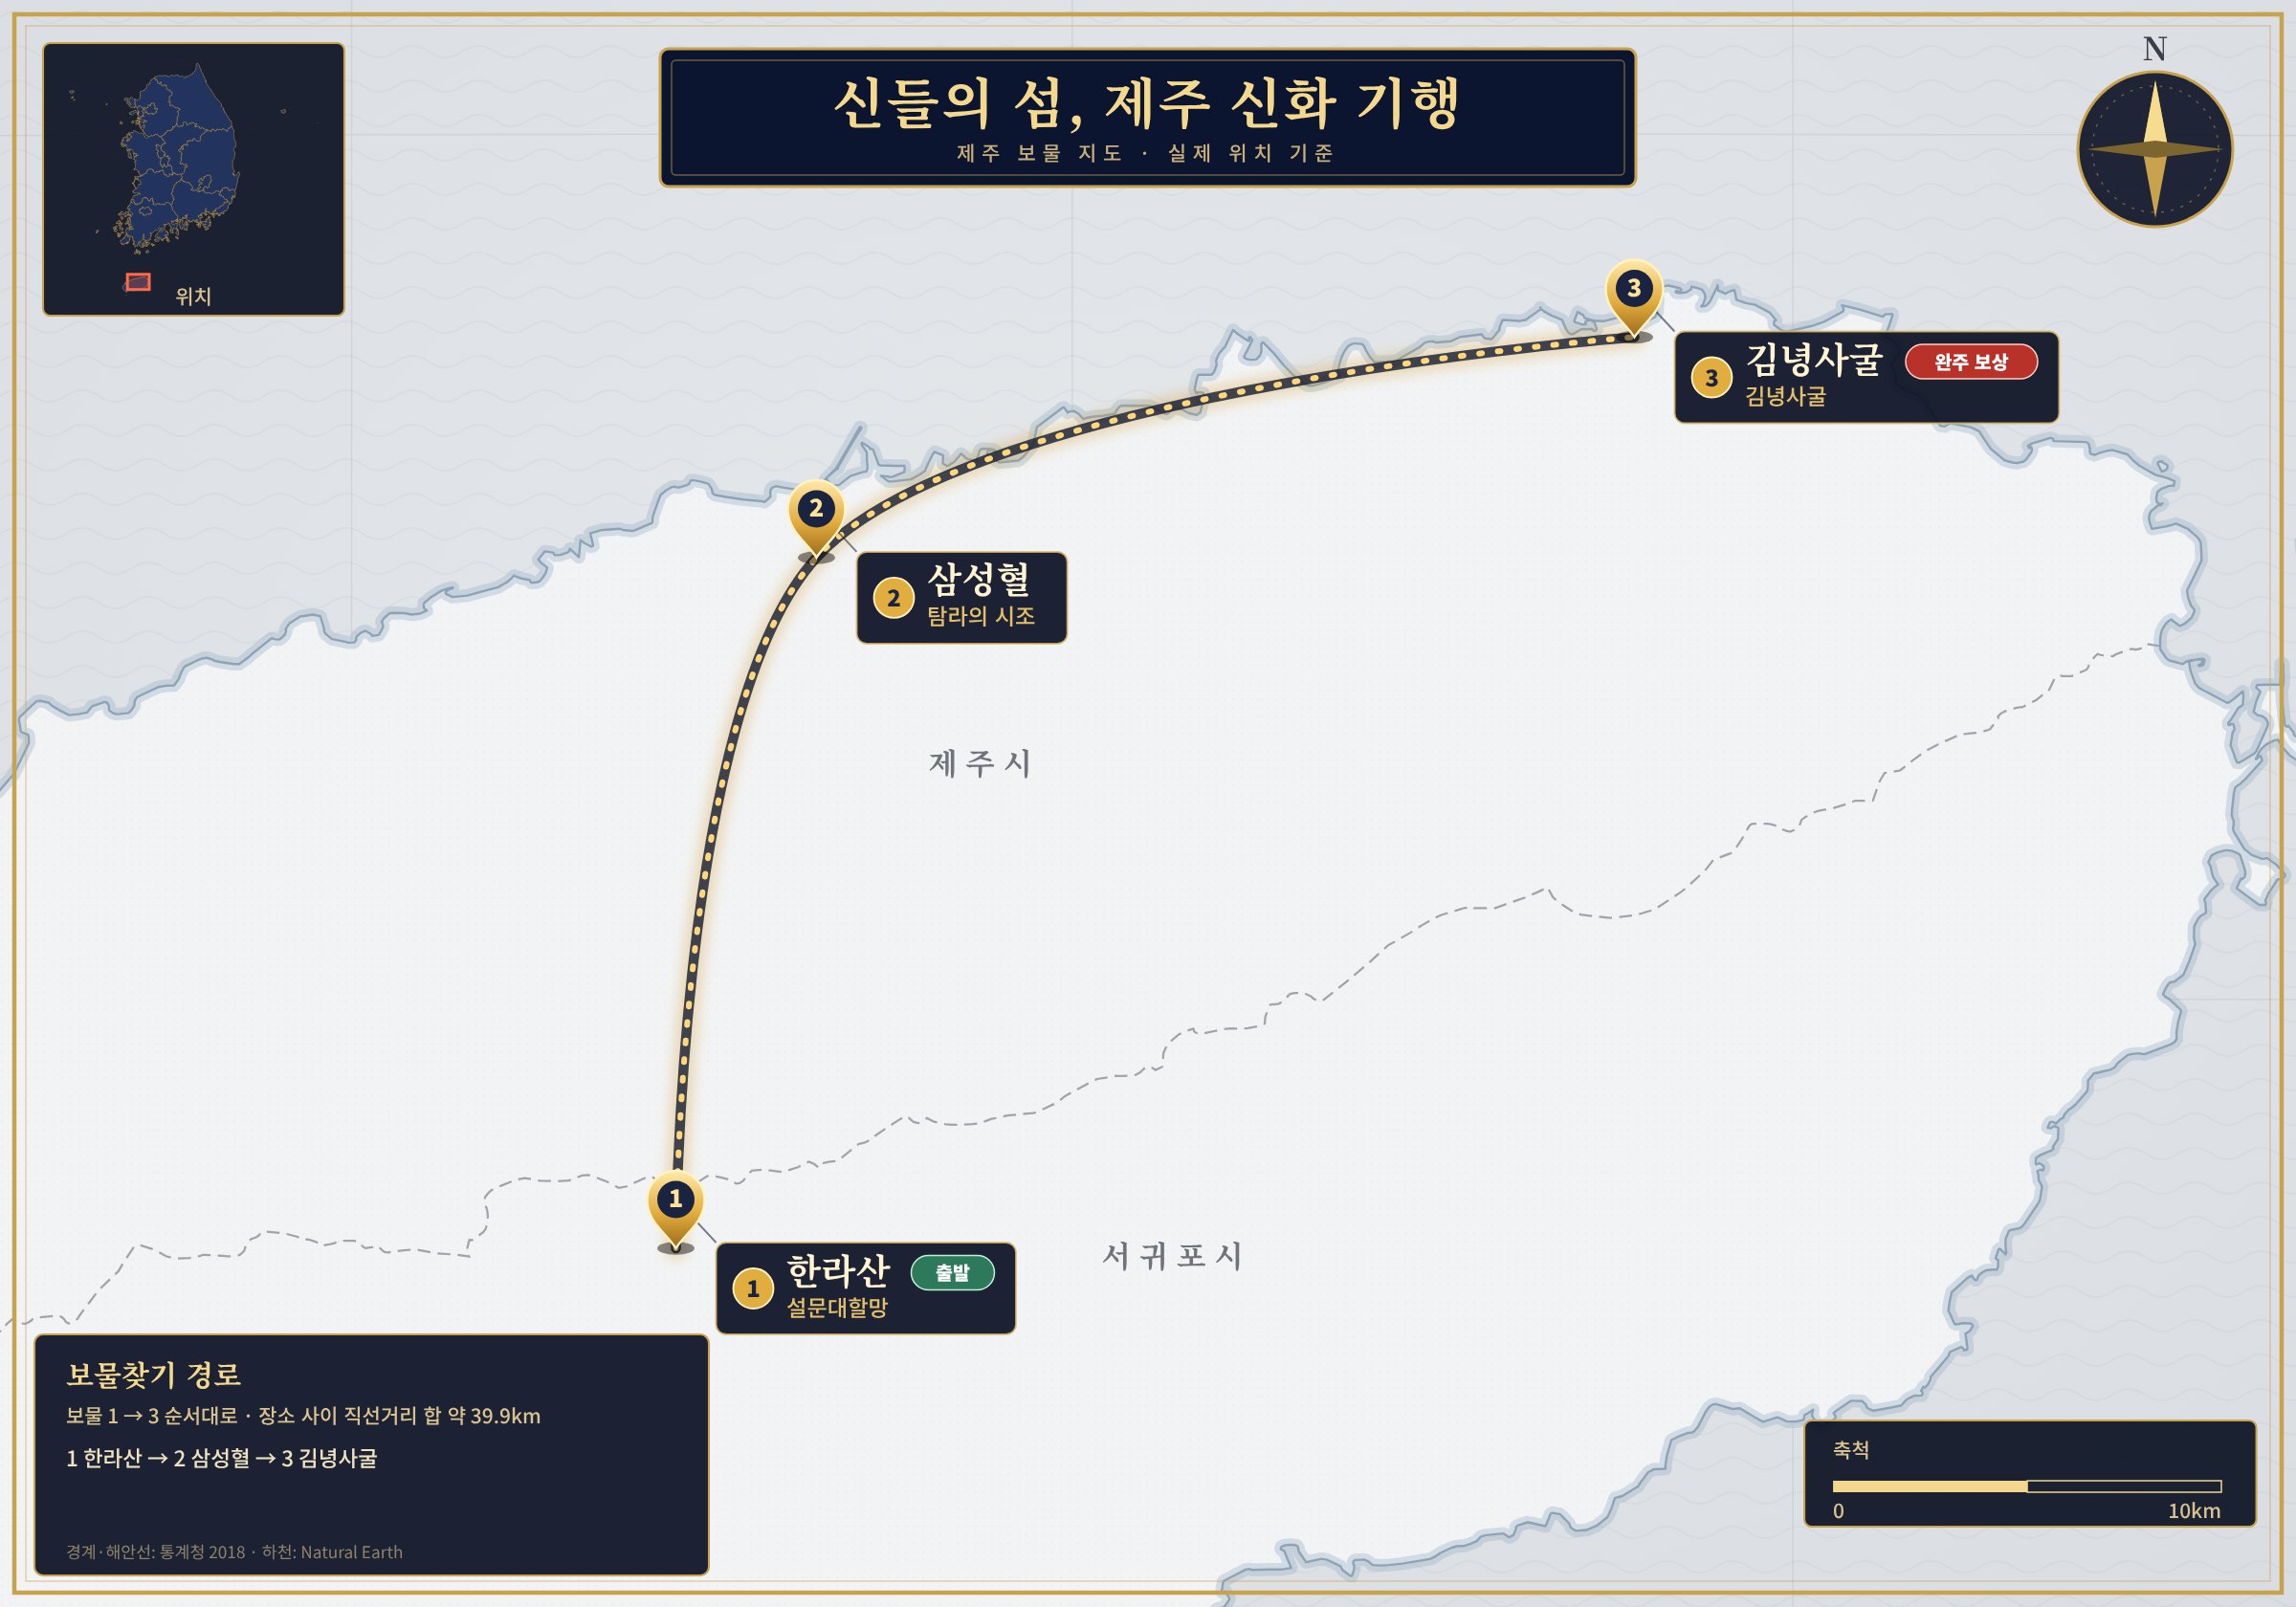 신들의 섬, 제주 신화 기행
제주 보물 지도 · 실제 위치 기준
N
위치
3
3
김녕사굴
완주 보상
김녕사굴
2
2
삼성혈
탐라의 시조
제주시
서귀포시
1
1
한라산
출발
설문대할망
보물찾기 경로
보물 1 → 3 순서대로 · 장소 사이 직선거리 합 약 39.9km
1 한라산 → 2 삼성혈 → 3 김녕사굴
경계·해안선: 통계청 2018 · 하천: Natural Earth
축척
0
10km